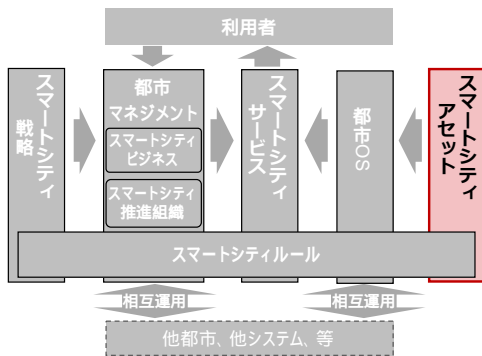 利用者
スマートシティ
戦略
都市
マネジメント
スマートシティ
ビジネス
スマートシティ
推進組織
スマートシティ
サービス
都市OS
スマートシティ
アセット
スマートシティルール
相互運用
相互運用
他都市、他システム、等